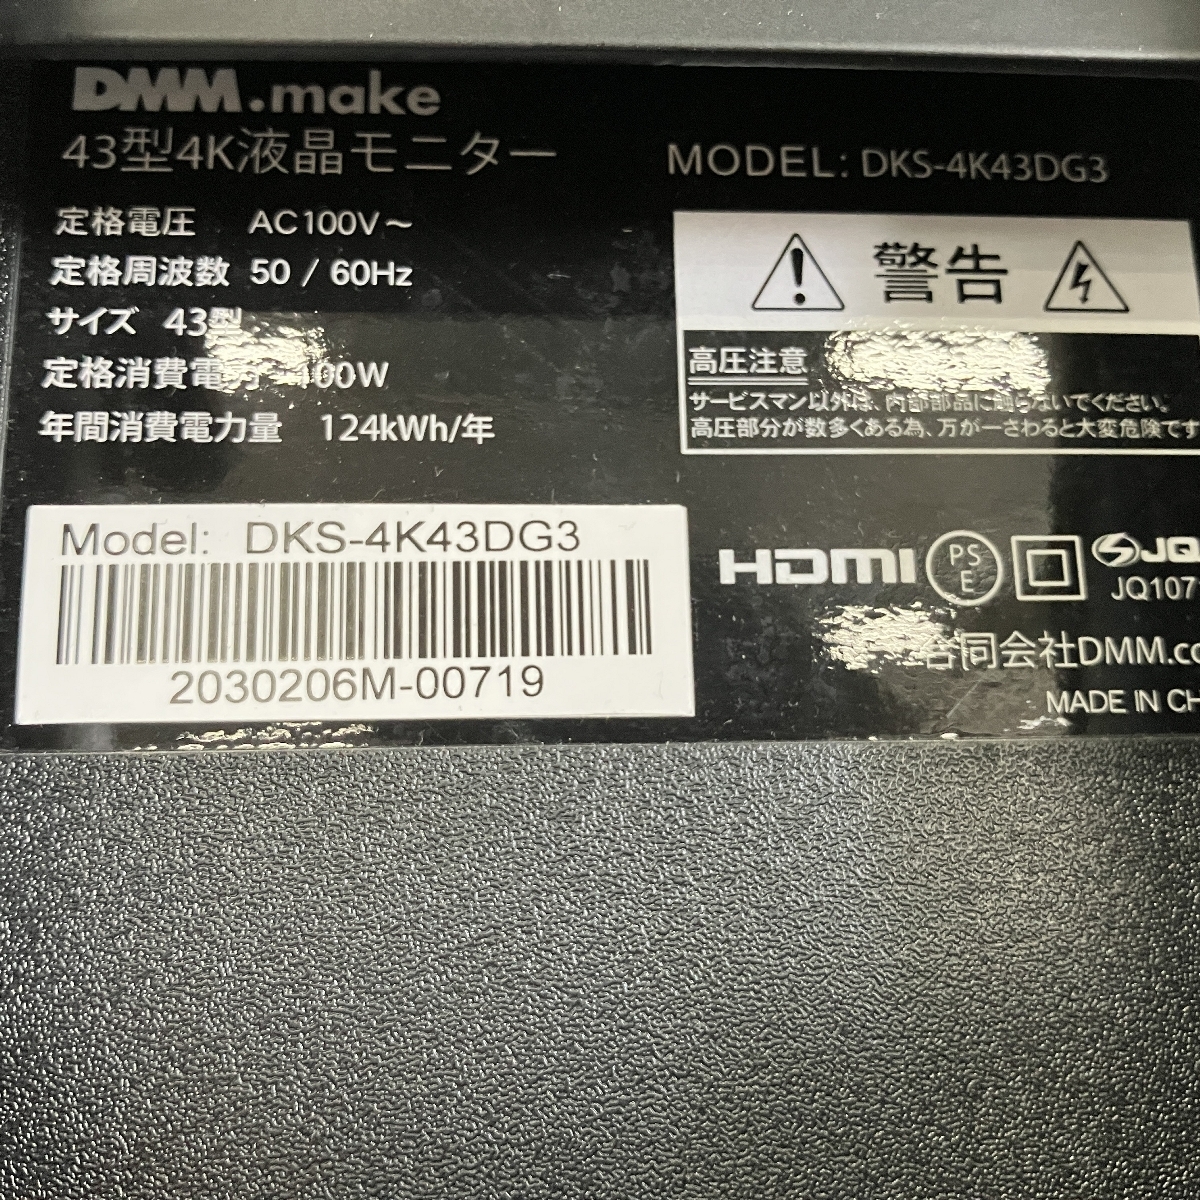 DMM.make
43型4K液晶モニター
MODEL: DKS-4K43DG3
定格電圧 AC100V～
定格周波数 50 / 60Hz
サイズ 43型
定格消費電力 100W
年間消費電力量 124kWh/年
警告
高圧注意
サービスマン以外は、内部部品に触らないでください。
高圧部分が数多くある為、万が一さわると大変危険です
Model: DKS-4K43DG3
2030206M-00719
HDMI PS E JQ
JQ107
合同会社DMM.co
MADE IN CH